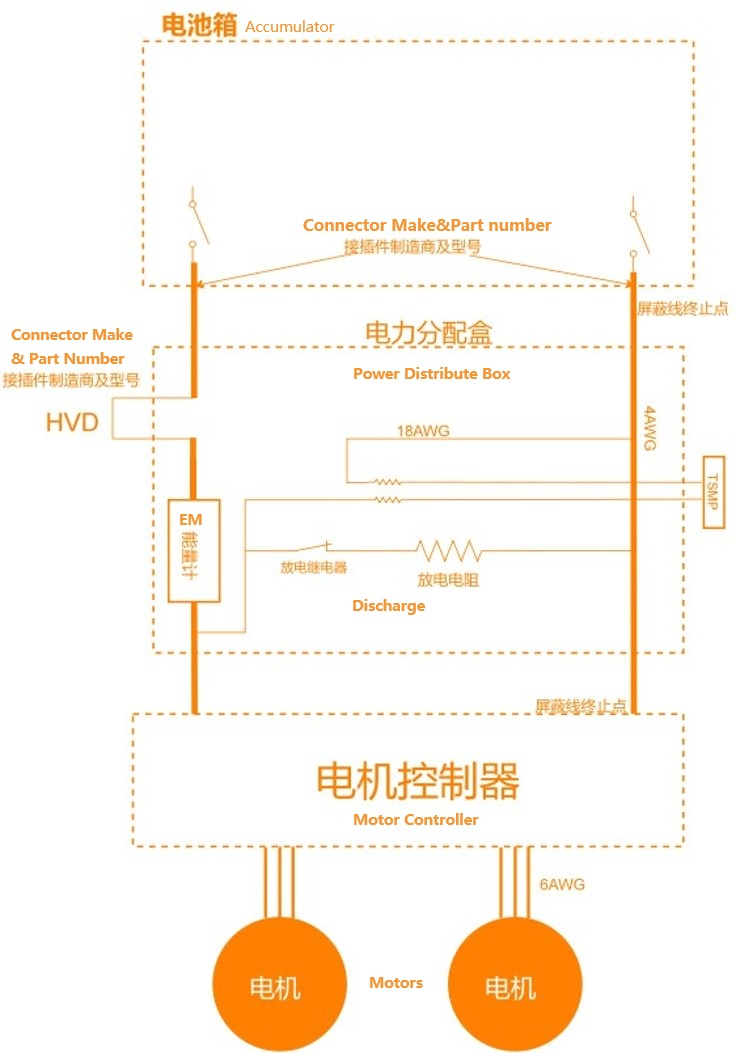 电池箱 Accumulator
Connector Make&Part number
接插件制造商及型号
屏蔽线终止点
电力分配盒
Connector Make
& Part Number
接插件制造商及型号
Power Distribute Box
HVD
18AWG
4AWG
TSMP
EM
能量计
放电继电器
放电电阻
Discharge
屏蔽线终止点
电机控制器
Motor Controller
6AWG
电机
Motors
电机